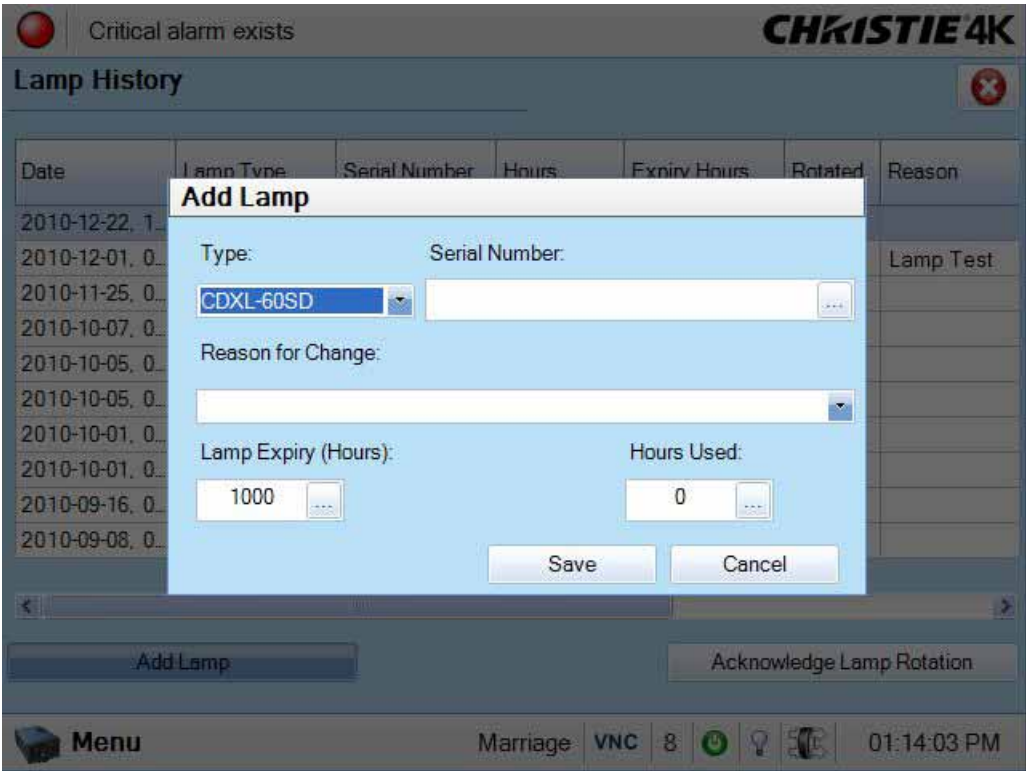 Critical alarm exists
CHRISTIE 4K
Lamp History
Date Lamp Type Serial Number Hours Expiry Hours Rotated Reason
Add Lamp
2010-12-22, 1...
2010-12-01, 0... Lamp Test
2010-11-25, 0...
2010-10-07, 0...
2010-10-05, 0...
2010-10-05, 0...
2010-10-01, 0...
2010-10-01, 0...
2010-09-16, 0...
2010-09-08, 0...
Type: Serial Number:
CDXL-60SD ...
Reason for Change:
Lamp Expiry (Hours): Hours Used:
1000 ... 0 ...
Save Cancel
Add Lamp Acknowledge Lamp Rotation
Menu Marriage VNC 8 01:14:03 PM